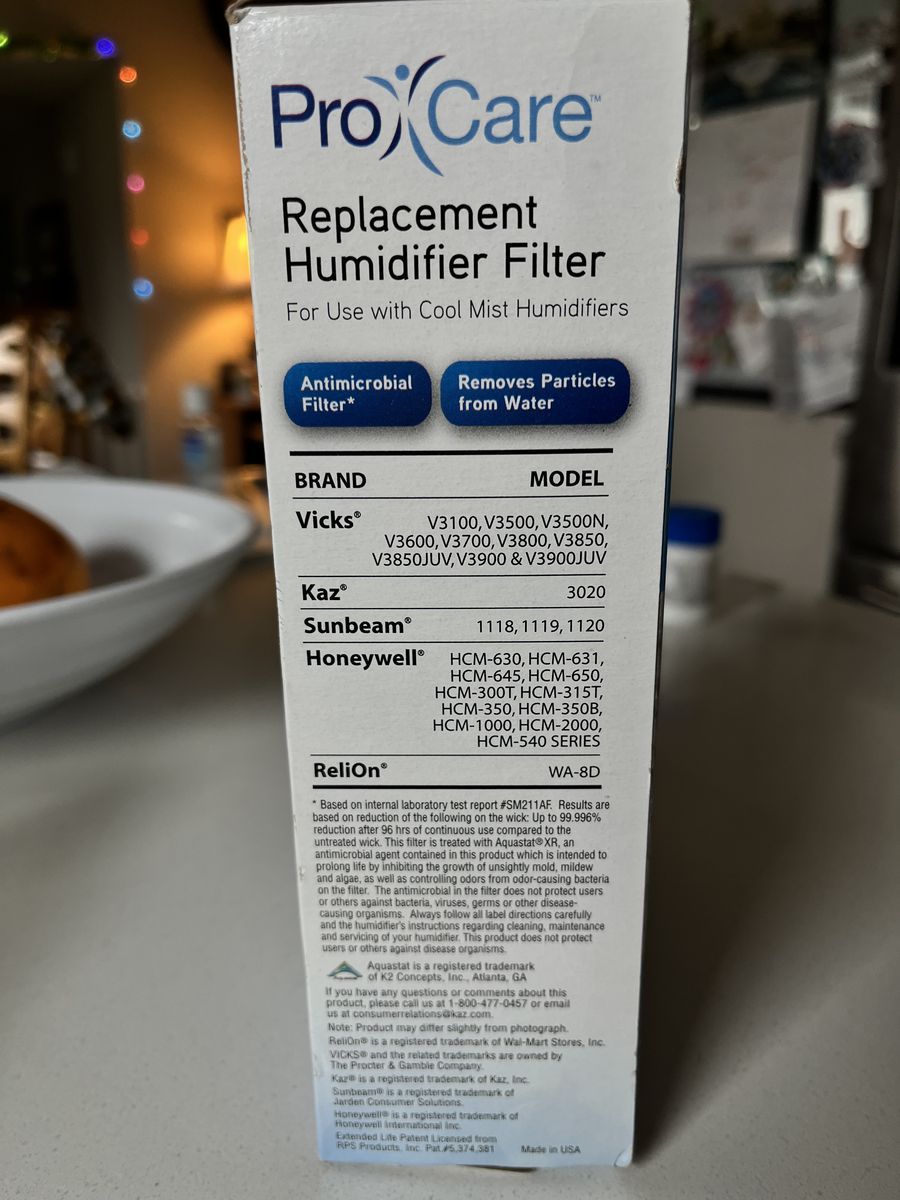 ProCare™
Replacement
Humidifier Filter
For Use with Cool Mist Humidifiers
Antimicrobial
Filter*
Removes Particles
from Water
BRAND MODEL
Vicks® V3100, V3500, V3500N,
V3600, V3700, V3800, V3850,
V3850JUV, V3900 & V3900JUV
Kaz® 3020
Sunbeam® 1118, 1119, 1120
Honeywell® HCM-630, HCM-631,
HCM-645, HCM-650,
HCM-300T, HCM-315T,
HCM-350, HCM-350B,
HCM-1000, HCM-2000,
HCM-540 SERIES
ReliOn® WA-8D
* Based on internal laboratory test report #SM211AF. Results are
based on reduction of the following on the wick: Up to 99.996%
reduction after 96 hrs of continuous use compared to the
untreated wick. This filter is treated with Aquastat® XR, an
antimicrobial agent contained in this product which is intended to
prolong life by inhibiting the growth of unsightly mold, mildew
and algae, as well as controlling odors from odor-causing bacteria
on the filter. The antimicrobial in the filter does not protect users
or others against bacteria, viruses, germs or other disease-
causing organisms. Always follow all label directions carefully
and the humidifier's instructions regarding cleaning, maintenance
and servicing of your humidifier. This product does not protect
users or others against disease organisms.
Aquastat is a registered trademark
of K2 Concepts, Inc., Atlanta, GA
If you have any questions or comments about this
product, please call us at 1-800-477-0457 or email
us at consumerrelations@kaz.com.
Note: Product may differ slightly from photograph.
ReliOn® is a registered trademark of Wal-Mart Stores, Inc.
VICKS® and the related trademarks are owned by
The Procter & Gamble Company.
Kaz® is a registered trademark of Kaz, Inc.
Sunbeam® is a registered trademark of
Jarden Consumer Solutions.
Honeywell® is a registered trademark of
Honeywell International Inc.
Extended Life Patent Licensed from
RPS Products, Inc. Pat.#5,374,381 Made in USA